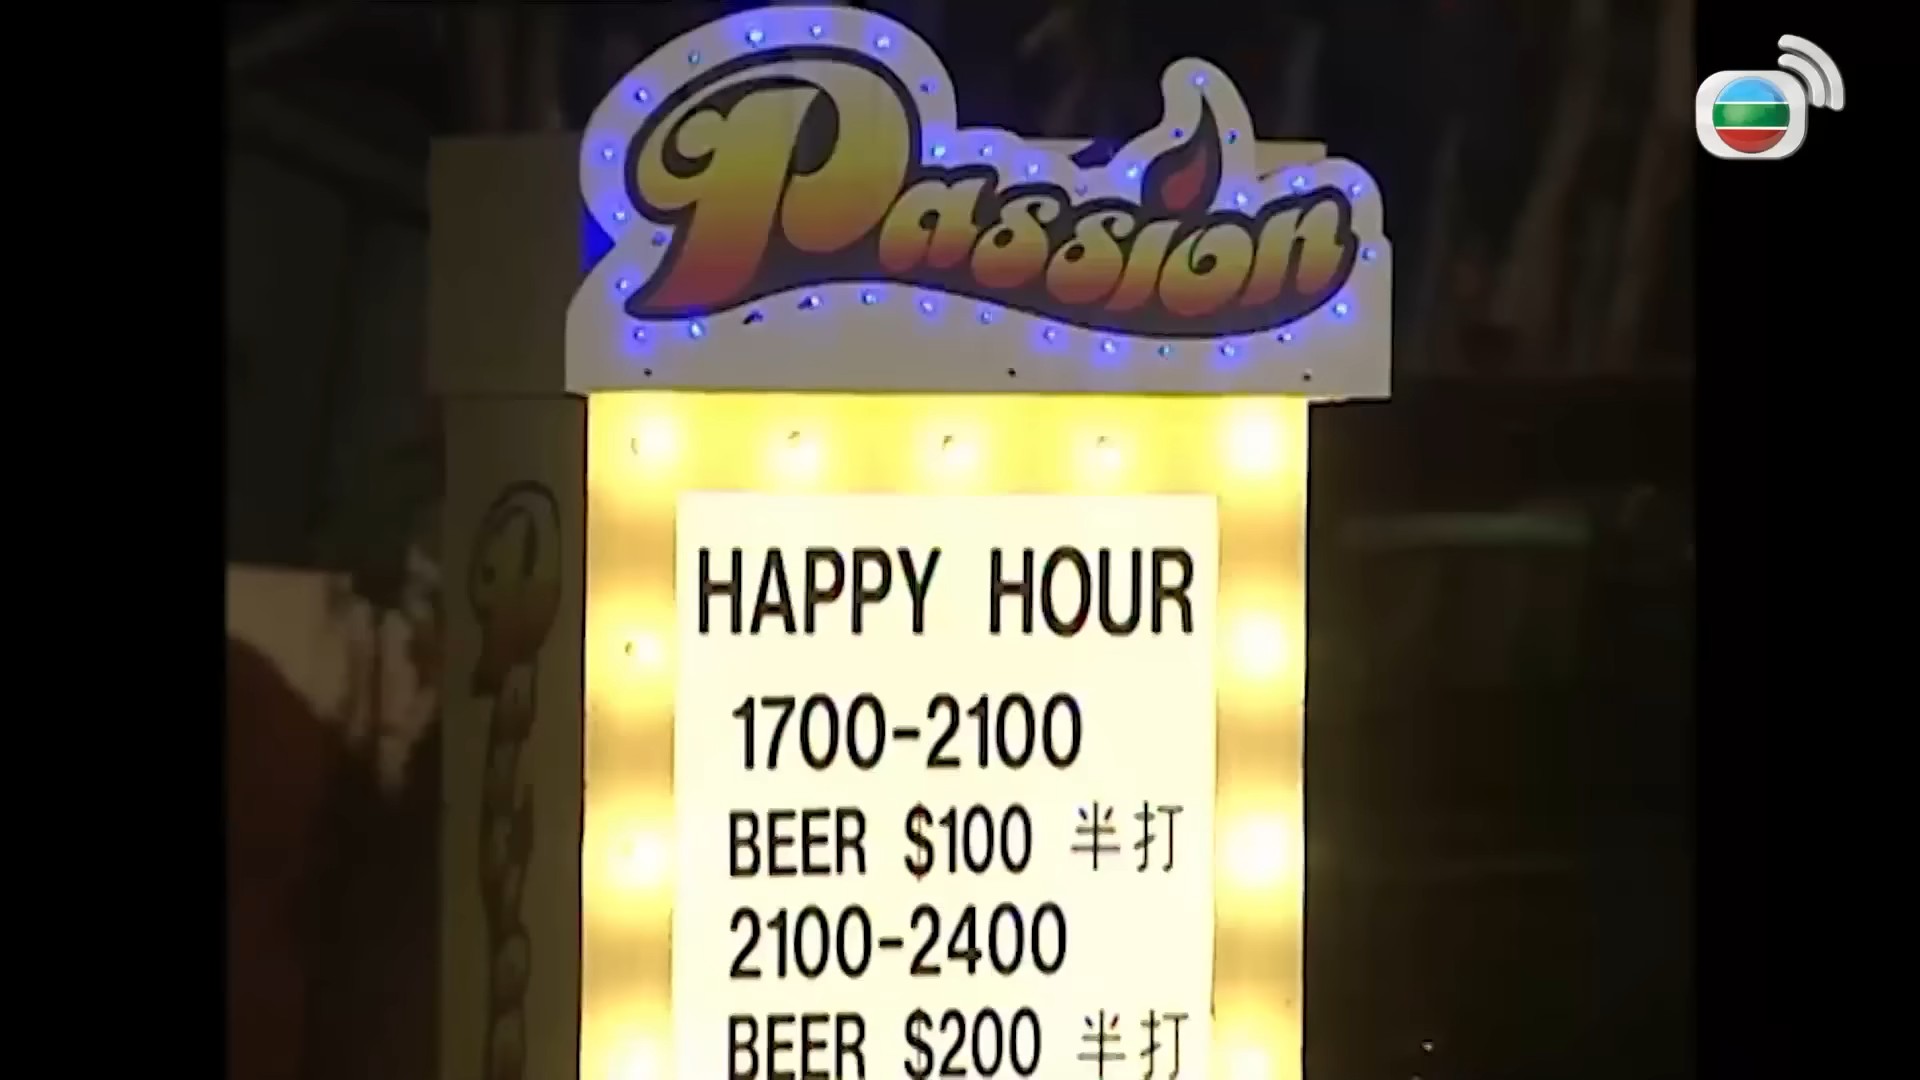 Passion
HAPPY HOUR
1700-2100
BEER $100 半打
2100-2400
BEER $200 半打